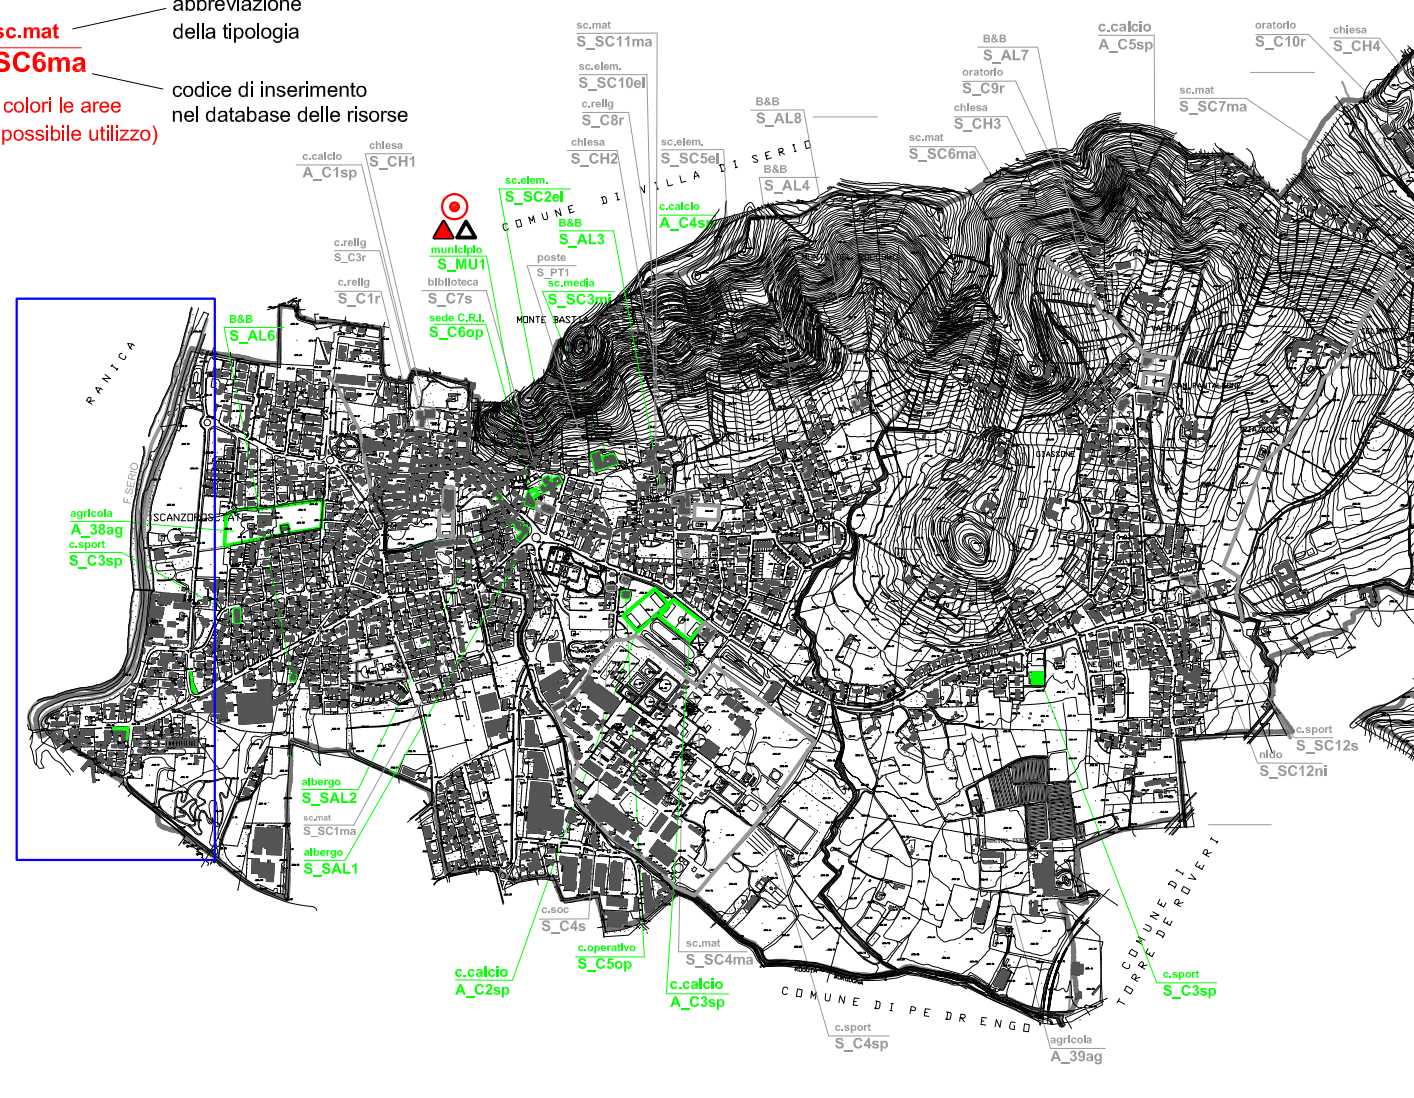 abbreviazione
della tipologia
sc.mat
SC6ma
codice di inserimento
nel database delle risorse
colori le aree
possibile utilizzo)
sc.mat
S_SC11ma
sc.elem.
S_SC10el
c.relig
S_C8r
chiesa
S_CH2
sc.elem.
S_SC5el
B&B
S_AL8
B&B
S_AL4
B&B
S_AL7
oratorio
S_C9r
chiesa
S_CH3
sc.mat
S_SC6ma
c.calcio
A_C5sp
sc.mat
S_SC7ma
oratorio
S_C10r
chiesa
S_CH4
c.calcio
A_C1sp
chiesa
S_CH1
c.relig
S_C3r
c.relig
S_C1r
sc.elem.
S_SC2el
COMUNE DI VILLA DI SERIO
c.calcio
A_C4sp
B&B
S_AL3
municipio
S_MU1
biblioteca
S_C7s
sede C.R.I.
S_C6op
poste
S_PT1
sc.media
S_SC3mi
MONTE BASTIA
B&B
S_AL6
RANICA
F.SERIO
SCANZOROSCIATE
agricola
A_38ag
c.sport
S_C3sp
GIASSONE
SAN PANTALEONE
NEGRONE
albergo
S_SAL2
sc.mat
S_SC1ma
albergo
S_SAL1
c.soc
S_C4s
c.operativo
S_C5op
c.calcio
A_C2sp
sc.mat
S_SC4ma
c.calcio
A_C3sp
COMUNE DI PEDRENGO
c.sport
S_C4sp
agricola
A_39ag
c.sport
S_C3sp
COMUNE DI
TORRE DE ROVERI
c.sport
S_SC12s
nido
S_SC12ni